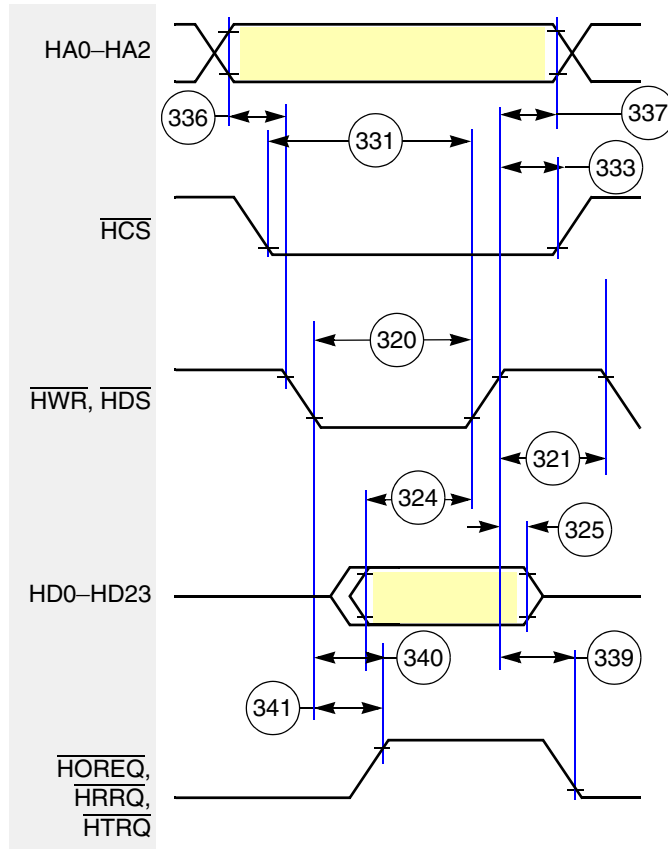 HA0–HA2
336
337
331
333
HCS
320
HWR, HDS
321
324
325
HD0–HD23
340
339
341
HOREQ,
HRRQ,
HTRQ